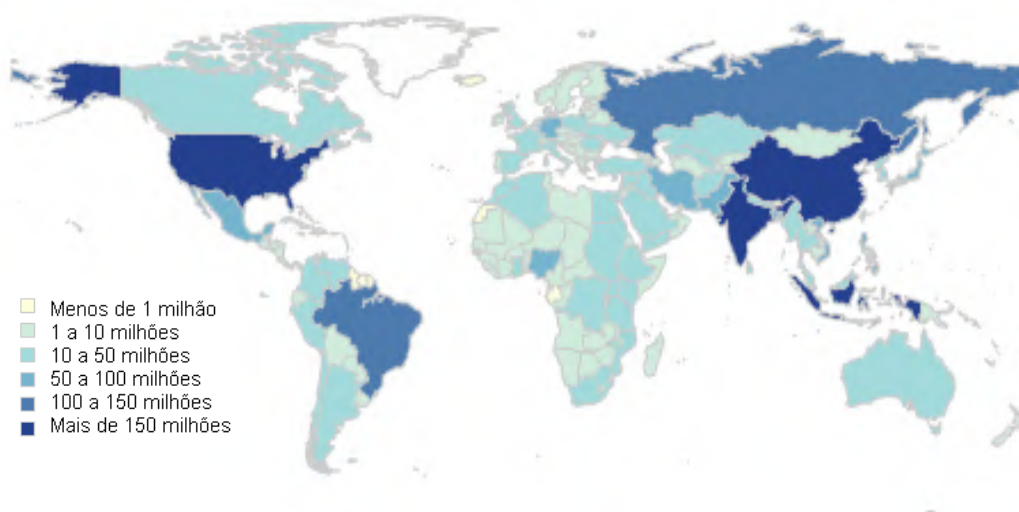 Menos de 1 milhão
1 a 10 milhões
10 a 50 milhões
50 a 100 milhões
100 a 150 milhões
Mais de 150 milhões